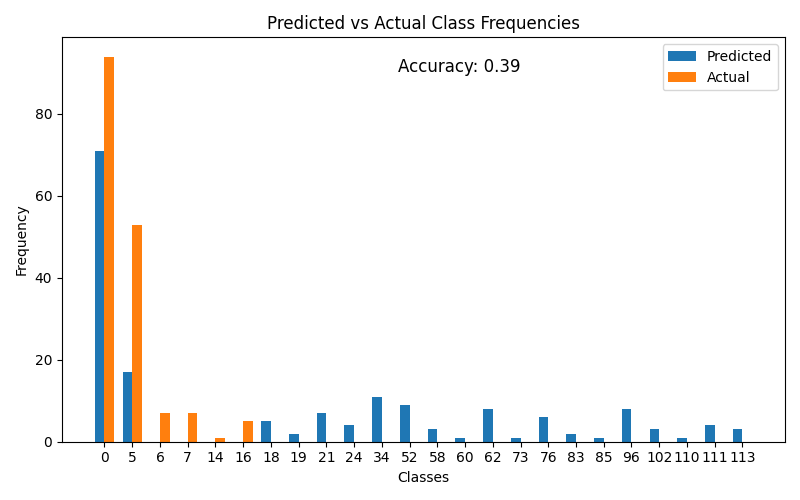 Predicted vs Actual Class Frequencies
Accuracy: 0.39
Predicted
Actual
Frequency
80
60
40
20
0
0 5 6 7 14 16 18 19 21 24 34 52 58 60 62 73 76 83 85 96 102 110 111 113
Classes